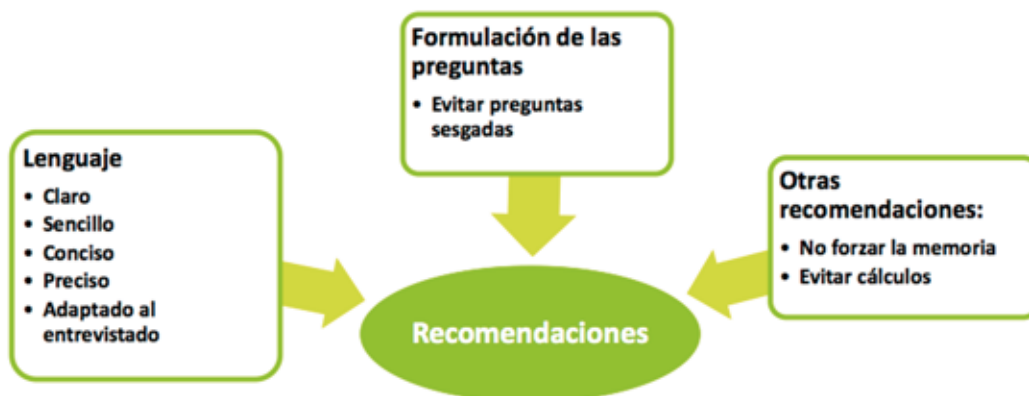 Formulación de las
preguntas
• Evitar preguntas
sesgadas
Lenguaje
• Claro
• Sencillo
• Conciso
• Preciso
• Adaptado al
entrevistado
Otras
recomendaciones:
• No forzar la memoria
• Evitar cálculos
Recomendaciones